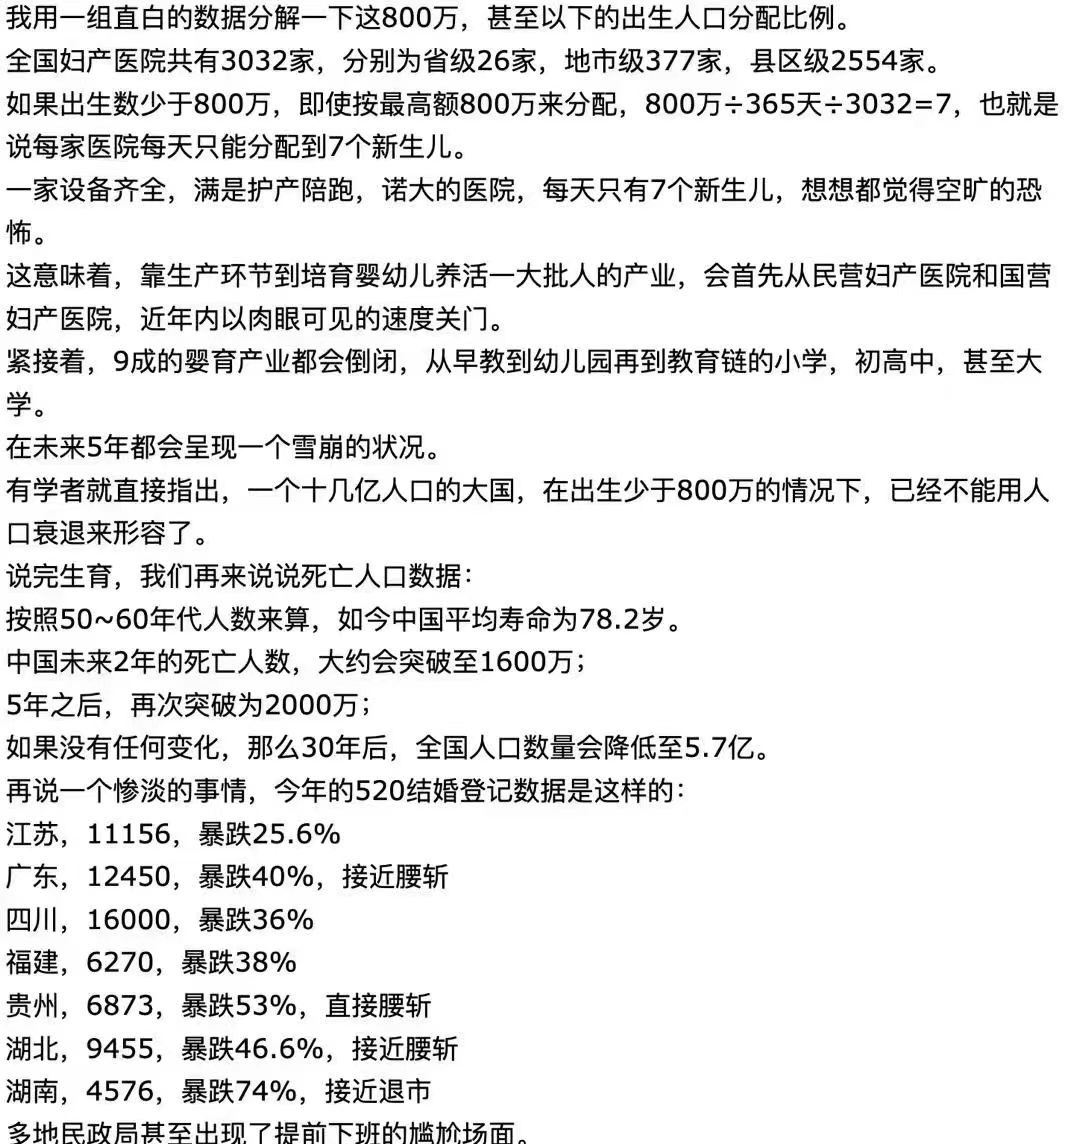 我用一组直白的数据分解一下这800万，甚至以下的出生人口分配比例。
全国妇产医院共有3032家，分别为省级26家，地市级377家，县区级2554家。
如果出生数少于800万，即使按最高额800万来分配，800万÷365天÷3032=7，也就是
说每家医院每天只能分配到7个新生儿。
一家设备齐全，满是护产陪跑，诺大的医院，每天只有7个新生儿，想想都觉得空旷的恐
怖。
这意味着，靠生产环节到培育婴幼儿养活一大批人的产业，会首先从民营妇产医院和国营
妇产医院，近年内以肉眼可见的速度关门。
紧接着，9成的婴育产业都会倒闭，从早教到幼儿园再到教育链的小学，初高中，甚至大
学。
在未来5年都会呈现一个雪崩的状况。
有学者就直接指出，一个十几亿人口的大国，在出生少于800万的情况下，已经不能用人
口衰退来形容了。
说完生育，我们再来说说死亡人口数据：
按照50~60年代人数来算，如今中国平均寿命为78.2岁。
中国未来2年的死亡人数，大约会突破至1600万；
5年之后，再次突破为2000万；
如果没有任何变化，那么30年后，全国人口数量会降低至5.7亿。
再说一个惨淡的事情，今年的520结婚登记数据是这样的：
江苏，11156，暴跌25.6%
广东，12450，暴跌40%，接近腰斩
四川，16000，暴跌36%
福建，6270，暴跌38%
贵州，6873，暴跌53%，直接腰斩
湖北，9455，暴跌46.6%，接近腰斩
湖南，4576，暴跌74%，接近退市
多地民政局甚至出现了提前下班的尴尬场面。